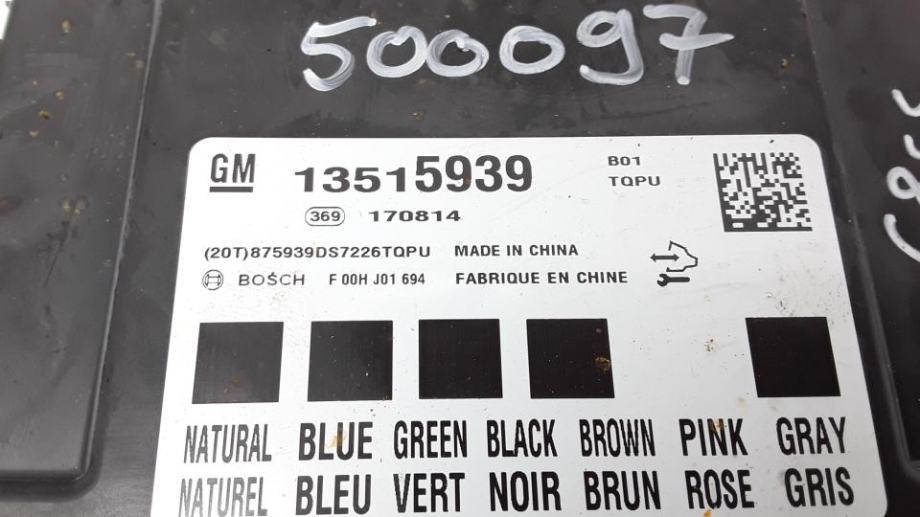 500097
GM 13515939 B01
TQPU
369 170814
(20T)875939DS7226TQPU MADE IN CHINA
BOSCH F 00H J01 694 FABRIQUE EN CHINE
NATURAL BLUE GREEN BLACK BROWN PINK GRAY
NATUREL BLEU VERT NOIR BRUN ROSE GRIS